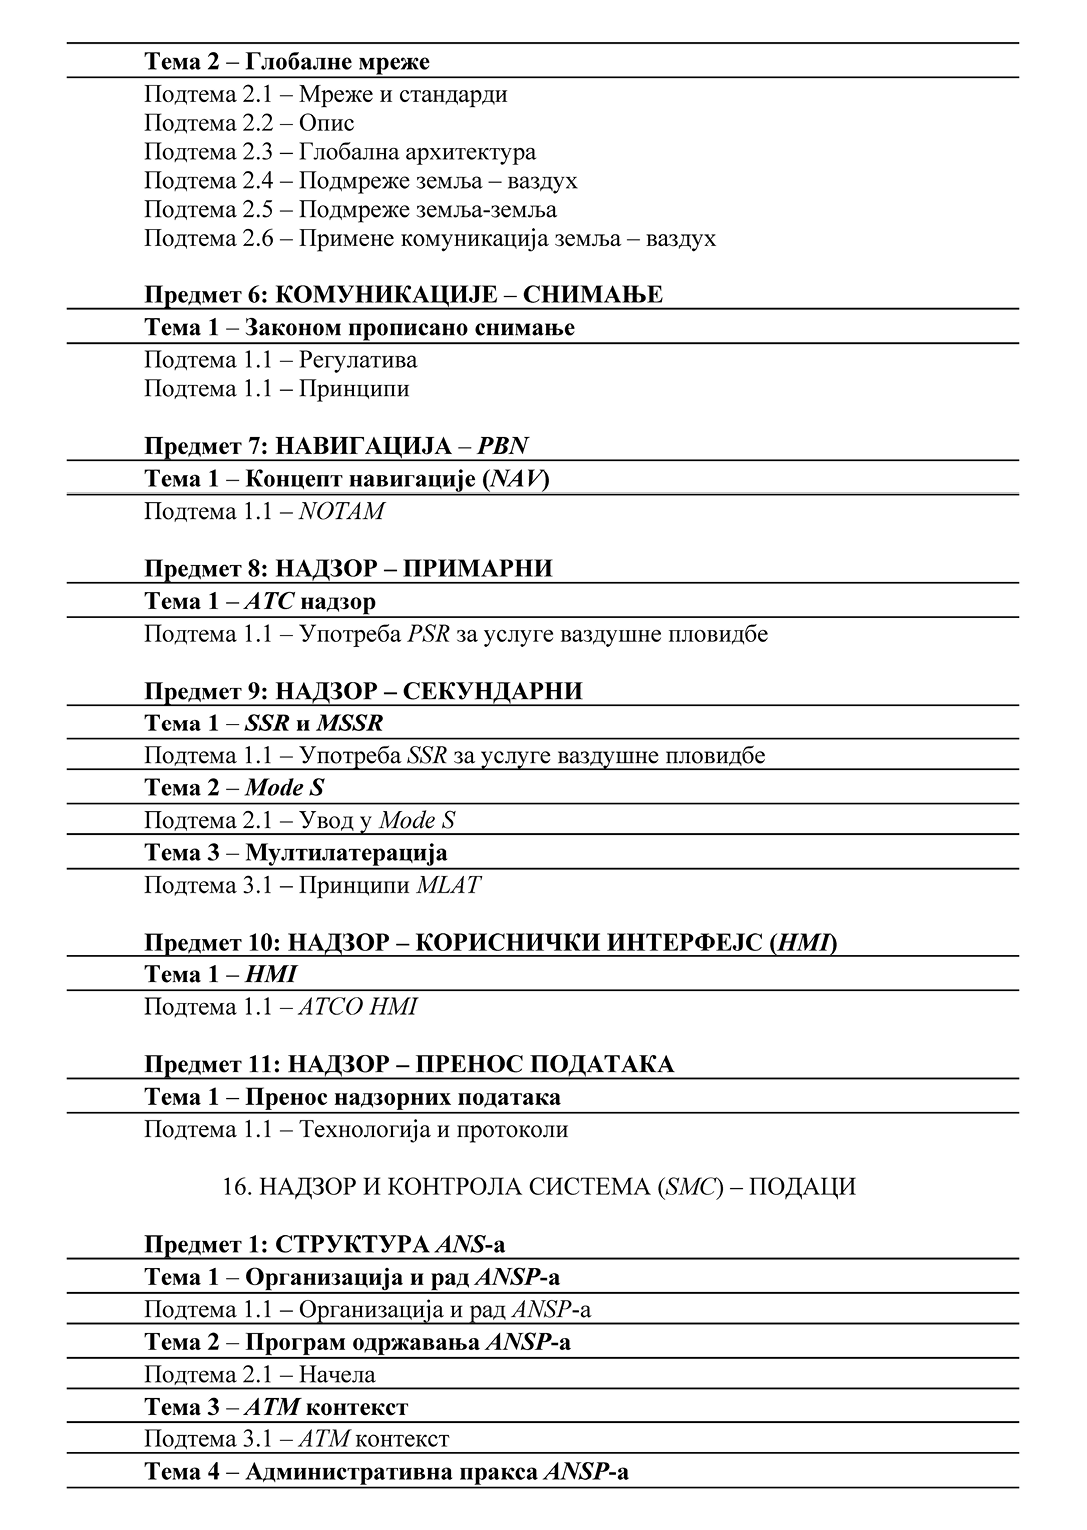 Тема 2 – Глобалне мреже
Подтема 2.1 – Мреже и стандарди
Подтема 2.2 – Опис
Подтема 2.3 – Глобална архитектура
Подтема 2.4 – Подмреже земља – ваздух
Подтема 2.5 – Подмреже земља-земља
Подтема 2.6 – Примене комуникација земља – ваздух
Предмет 6: КОМУНИКАЦИЈЕ – СНИМАЊЕ
Тема 1 – Законом прописано снимање
Подтема 1.1 – Регулатива
Подтема 1.1 – Принципи
Предмет 7: НАВИГАЦИЈА – PBN
Тема 1 – Концепт навигације (NAV)
Подтема 1.1 – NOTAM
Предмет 8: НАДЗОР – ПРИМАРНИ
Тема 1 – ATC надзор
Подтема 1.1 – Употреба PSR за услуге ваздушне пловидбе
Предмет 9: НАДЗОР – СЕКУНДАРНИ
Тема 1 – SSR и MSSR
Подтема 1.1 – Употреба SSR за услуге ваздушне пловидбе
Тема 2 – Mode S
Подтема 2.1 – Увод у Mode S
Тема 3 – Мултилатерација
Подтема 3.1 – Принципи MLAT
Предмет 10: НАДЗОР – КОРИСНИЧКИ ИНТЕРФЕЈС (HMI)
Тема 1 – HMI
Подтема 1.1 – ATCO HMI
Предмет 11: НАДЗОР – ПРЕНОС ПОДАТАКА
Тема 1 – Пренос надзорних података
Подтема 1.1 – Технологија и протоколи
16. НАДЗОР И КОНТРОЛА СИСТЕМА (SMC) – ПОДАЦИ
Предмет 1: СТРУКТУРА ANS-а
Тема 1 – Организација и рад ANSP-а
Подтема 1.1 – Организација и рад ANSP-а
Тема 2 – Програм одржавања ANSP-а
Подтема 2.1 – Начела
Тема 3 – ATM контекст
Подтема 3.1 – ATM контекст
Тема 4 – Административна пракса ANSP-а